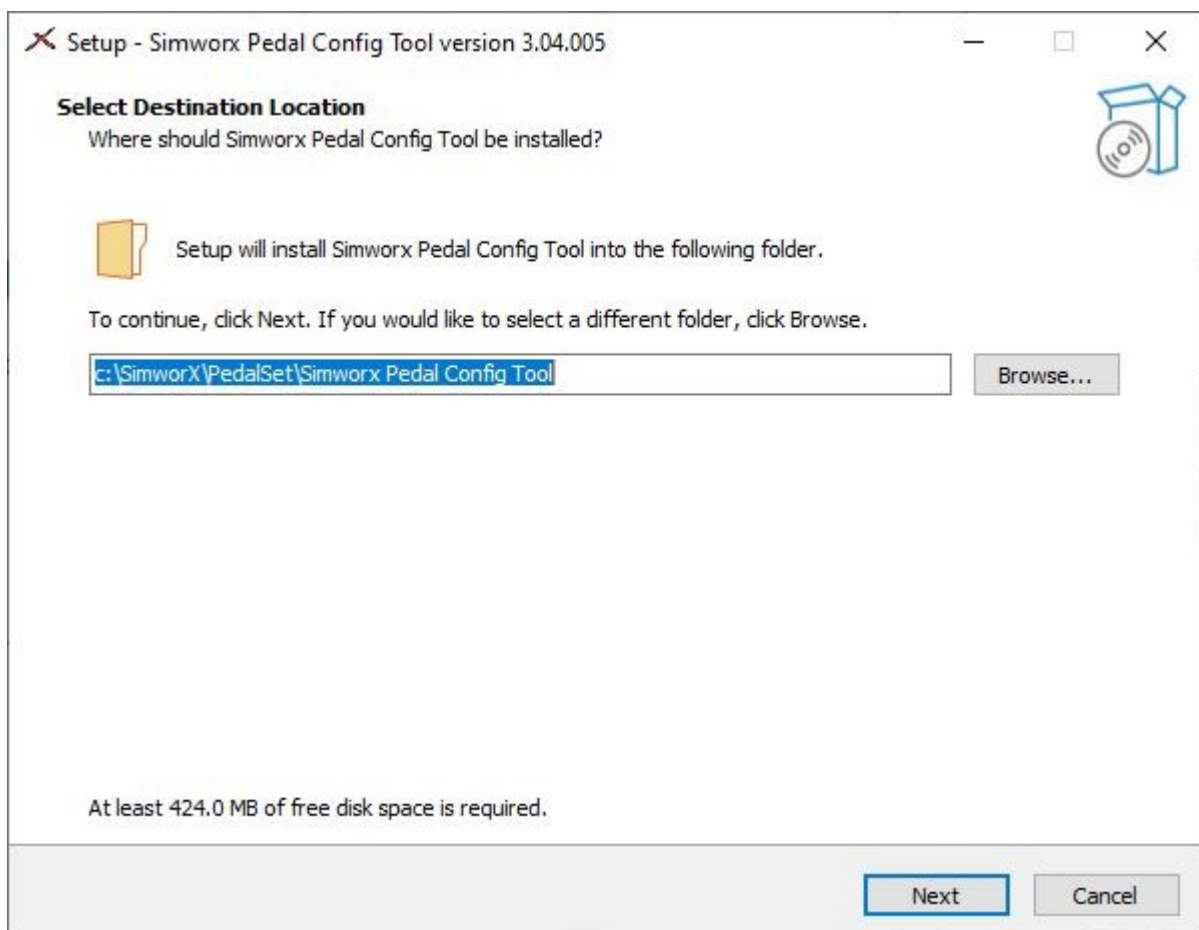 Setup - Simworx Pedal Config Tool version 3.04.005
Select Destination Location
Where should Simworx Pedal Config Tool be installed?
Setup will install Simworx Pedal Config Tool into the following folder.
To continue, click Next. If you would like to select a different folder, click Browse.
c:\SimworX\PedalSet\Simworx Pedal Config Tool
Browse...
At least 424.0 MB of free disk space is required.
Next
Cancel